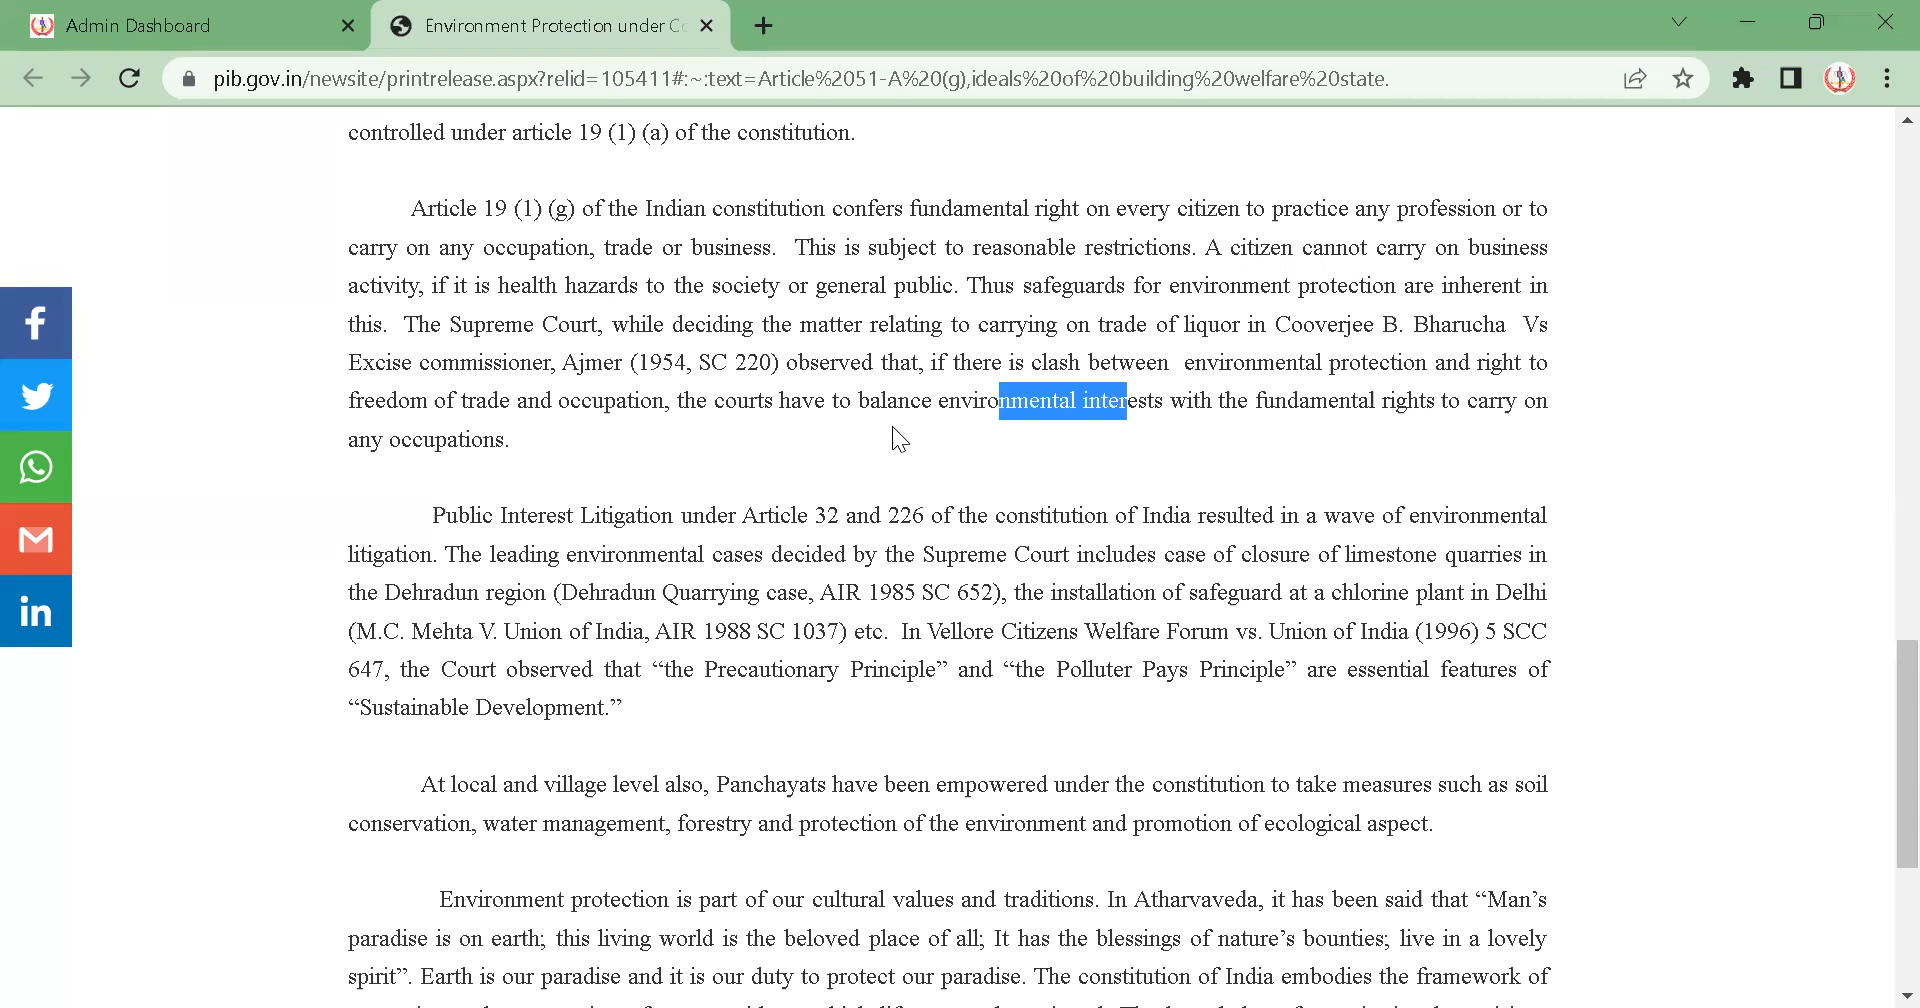 Admin Dashboard
Environment Protection under Co
pib.gov.in/newsite/printrelease.aspx?relid=105411#:~:text=Article%2051-A%20(g),ideals%20of%20building%20welfare%20state.
controlled under article 19 (1) (a) of the constitution.
Article 19 (1) (g) of the Indian constitution confers fundamental right on every citizen to practice any profession or to
carry on any occupation, trade or business. This is subject to reasonable restrictions. A citizen cannot carry on business
activity, if it is health hazards to the society or general public. Thus safeguards for environment protection are inherent in
this. The Supreme Court, while deciding the matter relating to carrying on trade of liquor in Cooverjee B. Bharucha Vs
Excise commissioner, Ajmer (1954, SC 220) observed that, if there is clash between environmental protection and right to
freedom of trade and occupation, the courts have to balance environmental interests with the fundamental rights to carry on
any occupations.
Public Interest Litigation under Article 32 and 226 of the constitution of India resulted in a wave of environmental
litigation. The leading environmental cases decided by the Supreme Court includes case of closure of limestone quarries in
the Dehradun region (Dehradun Quarrying case, AIR 1985 SC 652), the installation of safeguard at a chlorine plant in Delhi
(M.C. Mehta V. Union of India, AIR 1988 SC 1037) etc. In Vellore Citizens Welfare Forum vs. Union of India (1996) 5 SCC
647, the Court observed that “the Precautionary Principle” and “the Polluter Pays Principle” are essential features of
“Sustainable Development.”
At local and village level also, Panchayats have been empowered under the constitution to take measures such as soil
conservation, water management, forestry and protection of the environment and promotion of ecological aspect.
Environment protection is part of our cultural values and traditions. In Atharvaveda, it has been said that “Man’s
paradise is on earth; this living world is the beloved place of all; It has the blessings of nature’s bounties; live in a lovely
spirit”. Earth is our paradise and it is our duty to protect our paradise. The constitution of India embodies the framework of